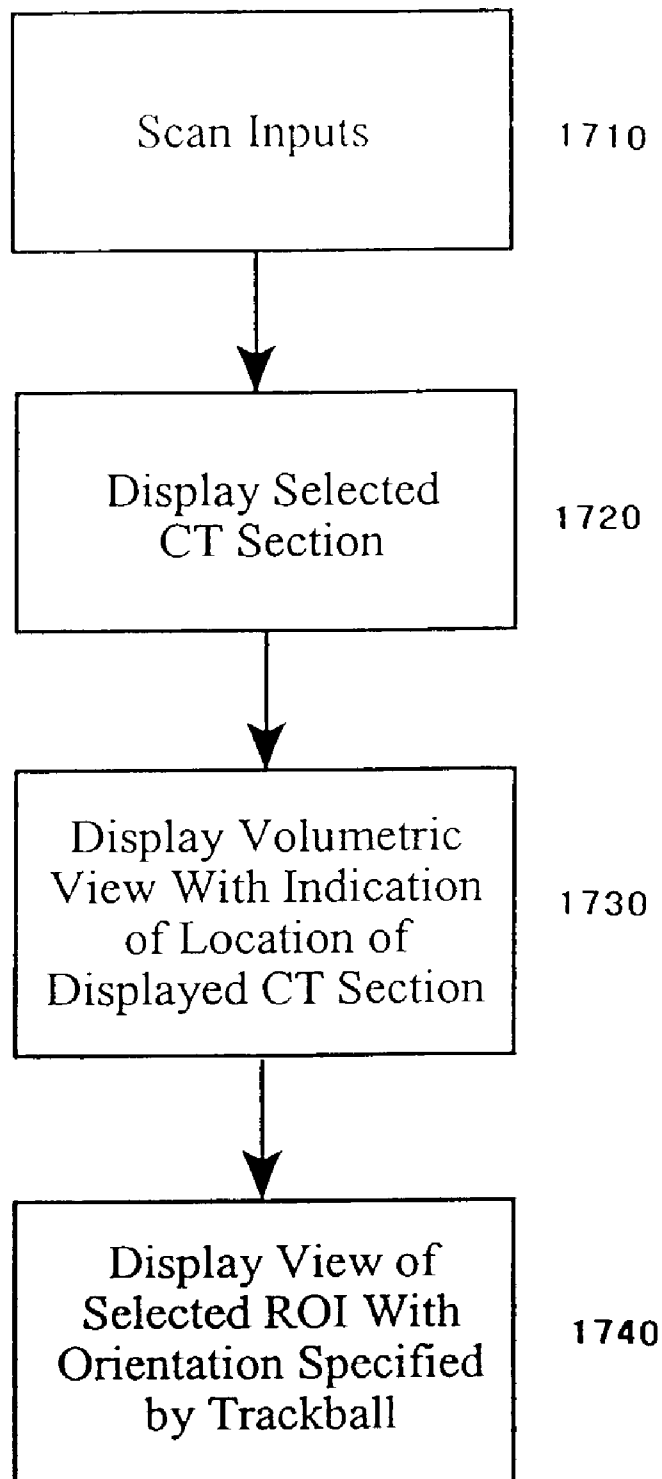 Scan Inputs
1710
Display Selected
CT Section
1720
Display Volumetric
View With Indication
of Location of
Displayed CT Section
1730
Display View of
Selected ROI With
Orientation Specified
by Trackball
1740